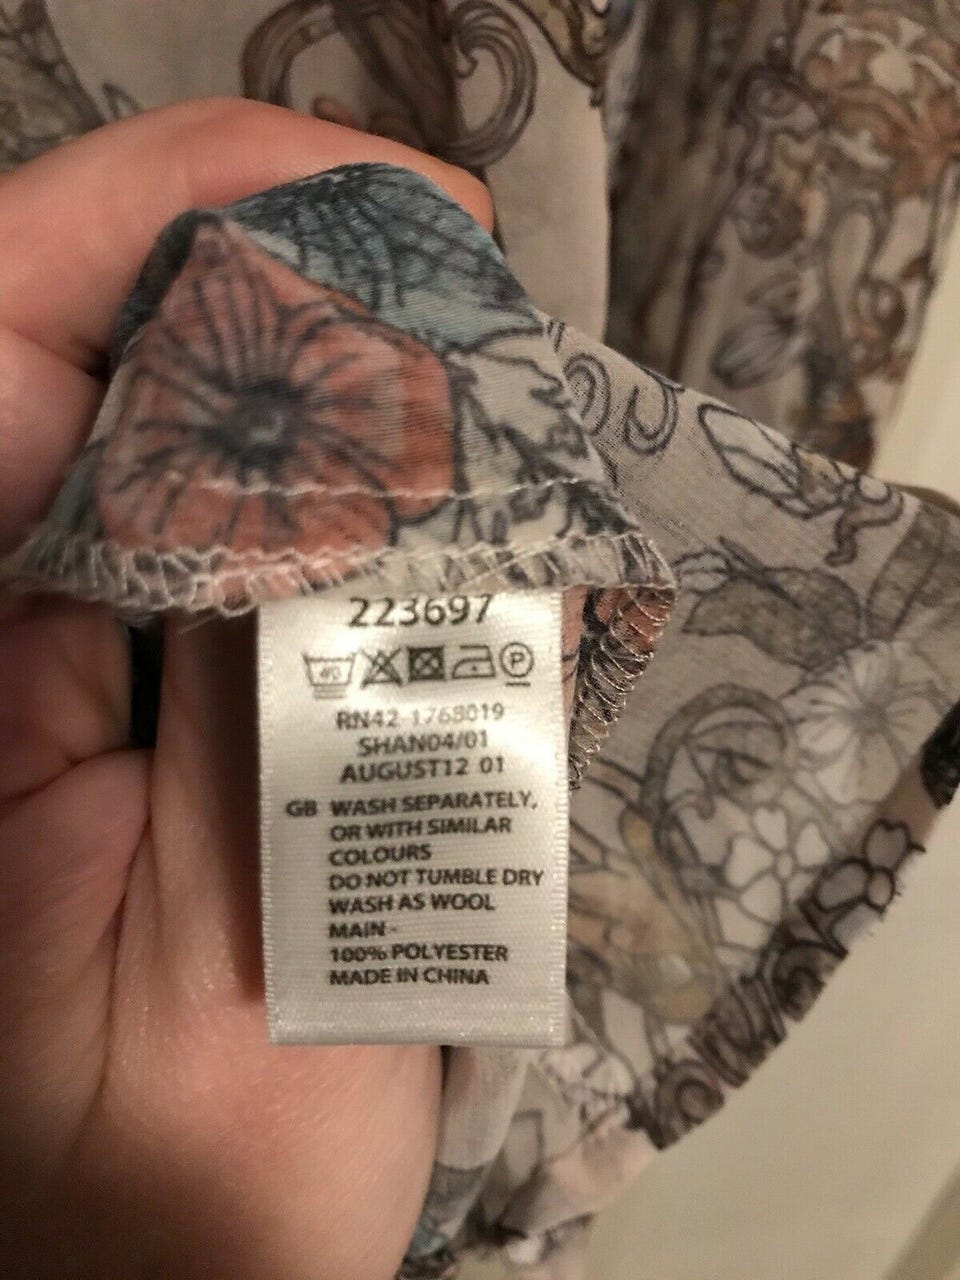 223697
40 P
RN42 1768019
SHAN04/01
AUGUST12 01
GB WASH SEPARATELY,
OR WITH SIMILAR
COLOURS
DO NOT TUMBLE DRY
WASH AS WOOL
MAIN-
100% POLYESTER
MADE IN CHINA